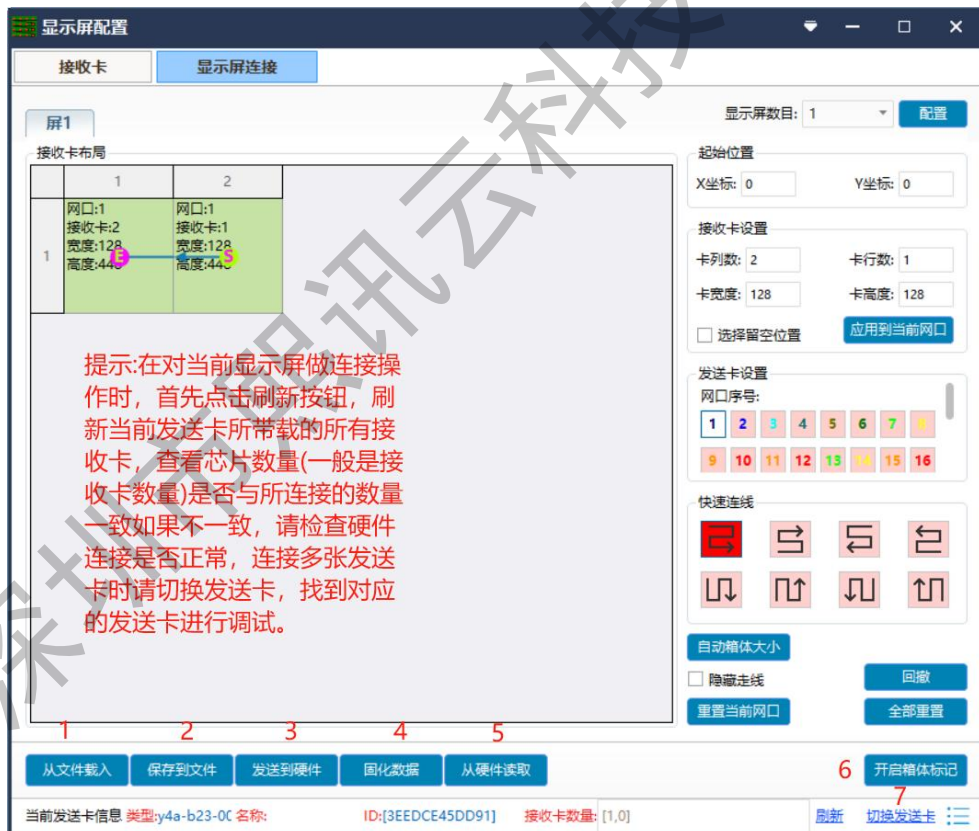 显示屏配置
接收卡
显示屏连接
屏1
显示屏数目: 1
配置
接收卡布局
1
2
1
网口:1
接收卡:2
宽度:128
高度:448
E
网口:1
接收卡:1
宽度:128
高度:448
S
提示:在对当前显示屏做连接操
作时，首先点击刷新按钮，刷
新当前发送卡所带载的所有接
收卡，查看芯片数量(一般是接
收卡数量)是否与所连接的数量
一致如果不一致，请检查硬件
连接是否正常，连接多张发送
卡时请切换发送卡，找到对应
的发送卡进行调试。
起始位置
X坐标: 0
Y坐标: 0
接收卡设置
卡列数: 2
卡行数: 1
卡宽度: 128
卡高度: 128
选择留空位置
应用到当前网口
发送卡设置
网口序号:
1 2 3 4 5 6 7 8
9 10 11 12 13 14 15 16
快速连线
自动箱体大小
隐藏走线
回撤
重置当前网口
全部重置
1 2 3 4 5
从文件载入
保存到文件
发送到硬件
固化数据
从硬件读取
6
开启箱体标记
7
当前发送卡信息 类型:y4a-b23-00 名称: ID:[3EEDCE45DD91] 接收卡数量: [1,0] 刷新 切换发送卡
深圳市熙讯云科技